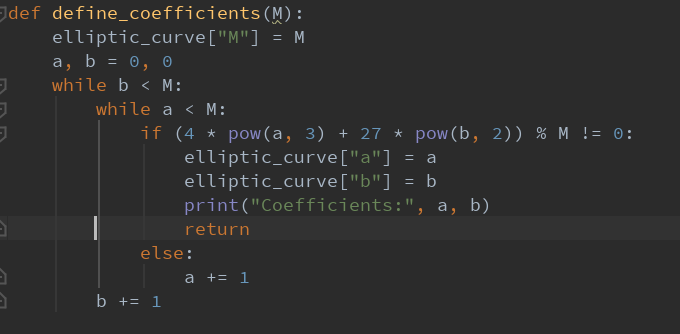 def define_coefficients(M):
    elliptic_curve["M"] = M
    a, b = 0, 0
    while b < M:
        while a < M:
            if (4 * pow(a, 3) + 27 * pow(b, 2)) % M != 0:
                elliptic_curve["a"] = a
                elliptic_curve["b"] = b
                print("Coefficients:", a, b)
                return
            else:
                a += 1
        b += 1